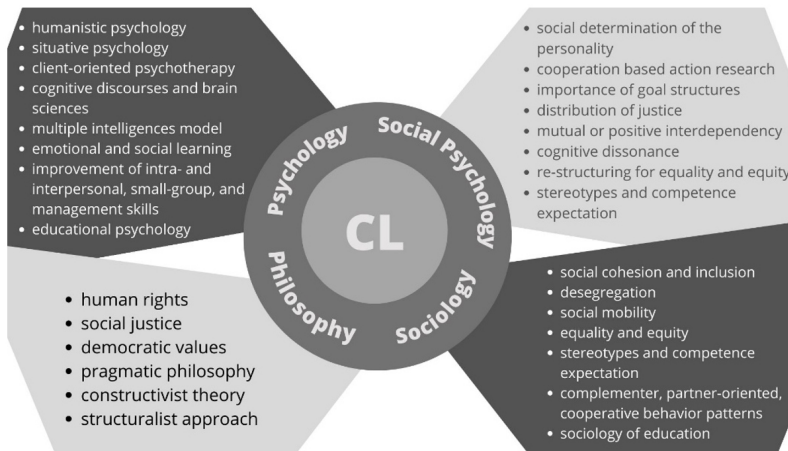 • humanistic psychology
• situative psychology
• client-oriented psychotherapy
• cognitive discourses and brain
sciences
• multiple intelligences model
• emotional and social learning
• improvement of intra- and
interpersonal, small-group, and
management skills
• educational psychology
• social determination of the
personality
• cooperation based action research
• importance of goal structures
• distribution of justice
• mutual or positive interdependency
• cognitive dissonance
• re-structuring for equality and equity
• stereotypes and competence
expectation
Psychology
Social Psychology
CL
Philosophy
Sociology
• human rights
• social justice
• democratic values
• pragmatic philosophy
• constructivist theory
• structuralist approach
• social cohesion and inclusion
• desegregation
• social mobility
• equality and equity
• stereotypes and competence
expectation
• complementer, partner-oriented,
cooperative behavior patterns
• sociology of education